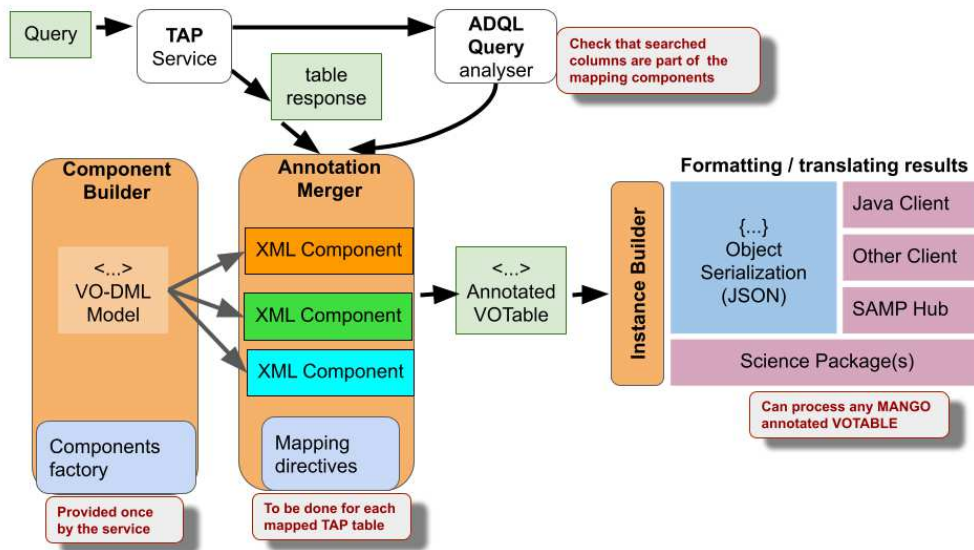 Query
TAP
Service
ADQL
Query
analyser
Check that searched
columns are part of the
mapping components
table
response
Component
Builder
<...>
VO-DML
Model
Components
factory
Provided once
by the service
Annotation
Merger
XML Component
XML Component
XML Component
Mapping
directives
To be done for each
mapped TAP table
<...>
Annotated
VOTable
Formatting / translating results
Instance Builder
{...}
Object
Serialization
(JSON)
Java Client
Other Client
SAMP Hub
Science Package(s)
Can process any MANGO
annotated VOTABLE